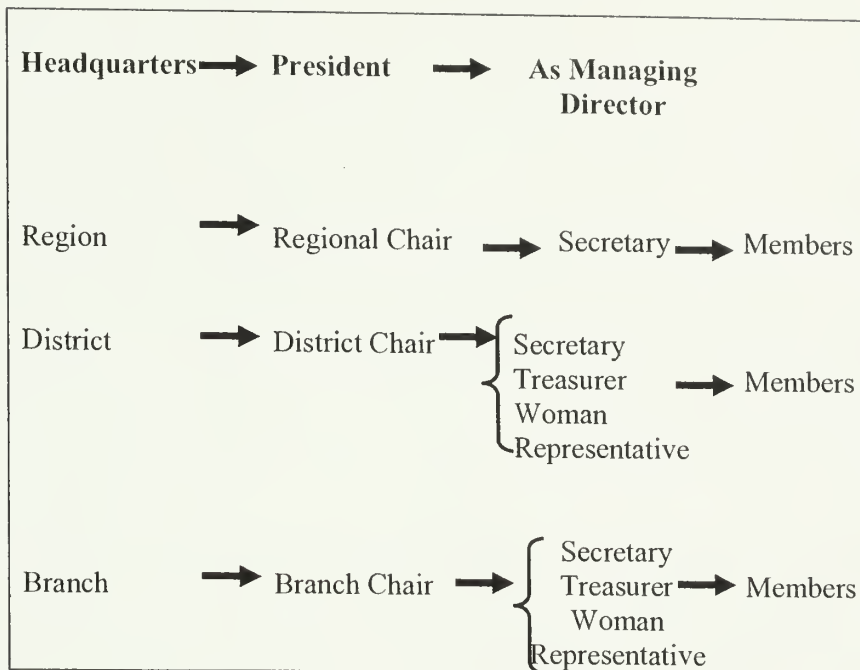 Headquarters President As Managing
Director
Region Regional Chair Secretary Members
District District Chair Secretary
Treasurer Members
Woman
Representative
Branch Branch Chair Secretary
Treasurer Members
Woman
Representative